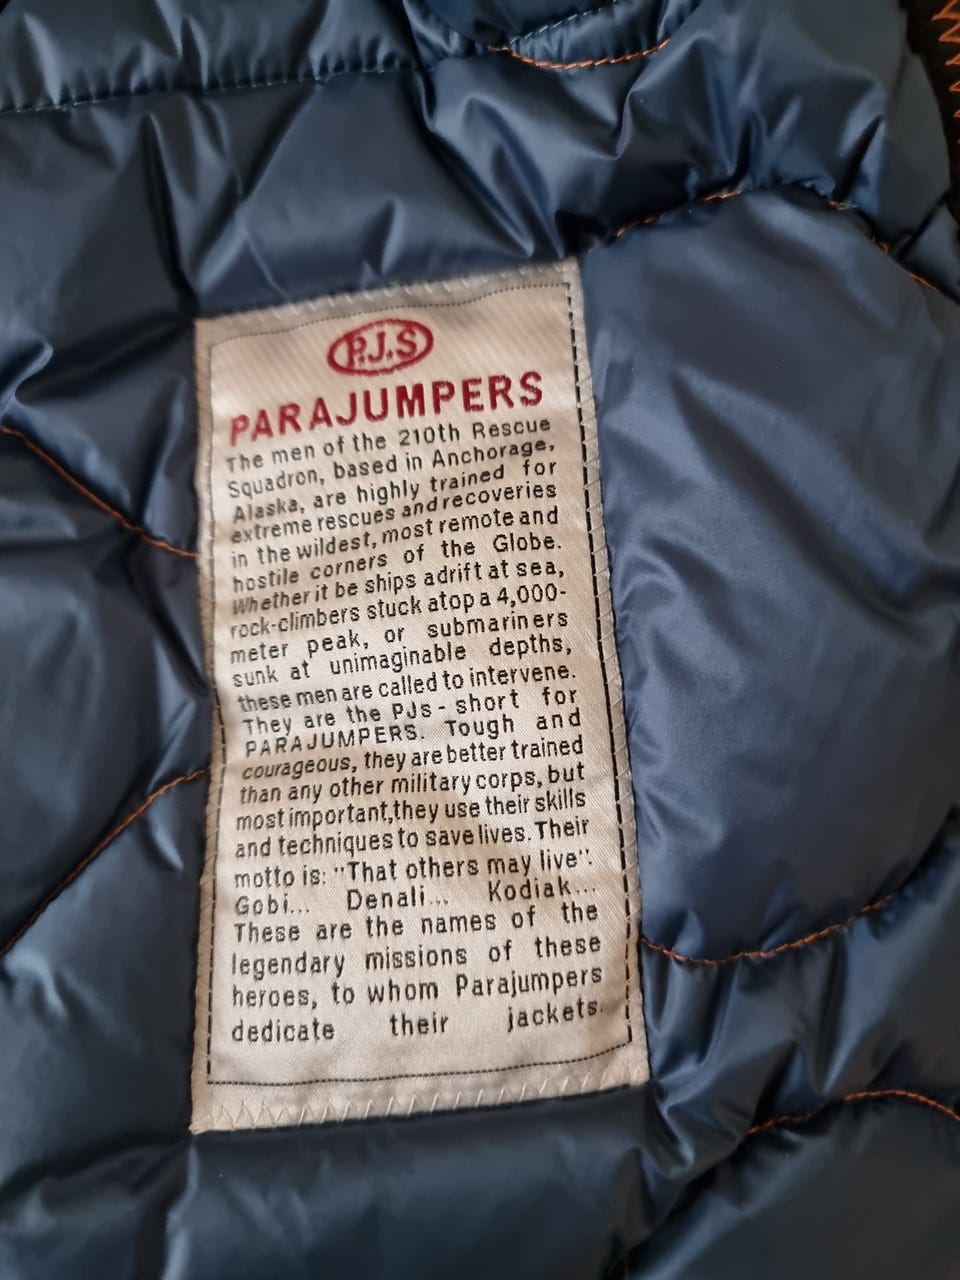 P.J.S
PARAJUMPERS
The men of the 210th Rescue
Squadron, based in Anchorage,
Alaska, are highly trained for
extreme rescues and recoveries
in the wildest, most remote and
hostile corners of the Globe.
Whether it be ships adrift at sea,
rock-climbers stuck atop a 4,000-
meter peak, or submariners
sunk at unimaginable depths,
these men are called to intervene.
They are the PJs - short for
PARAJUMPERS. Tough and
courageous, they are better trained
than any other military corps, but
most important, they use their skills
and techniques to save lives. Their
motto is: "That others may live".
Gobi... Denali... Kodiak...
These are the names of the
legendary missions of these
heroes, to whom Parajumpers
dedicate their jackets.